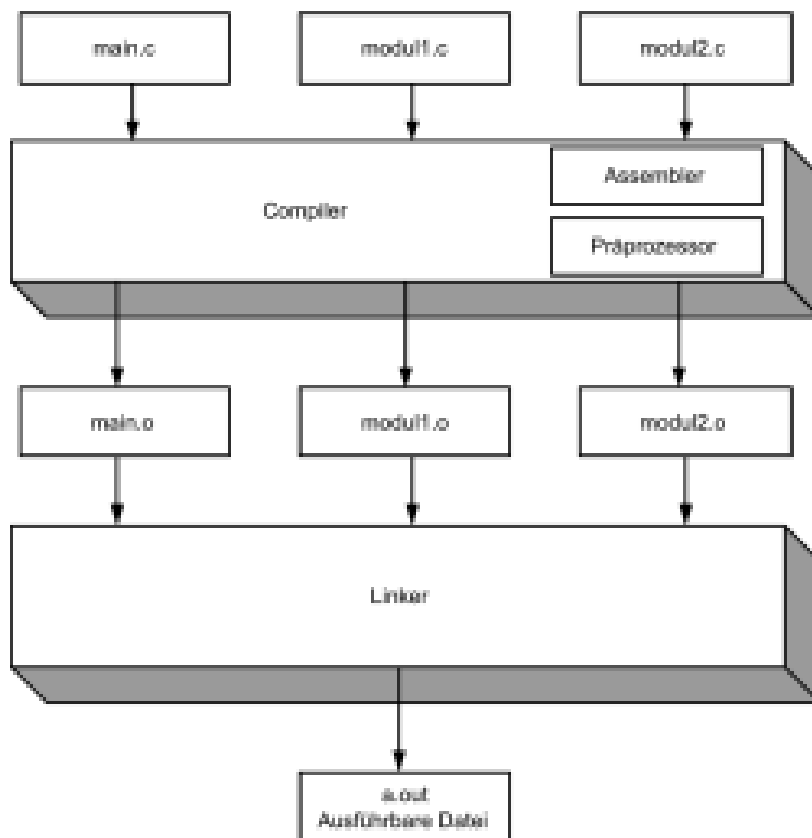 main.c
modul1.c
modul2.c
Assembler
Compiler
Präprozessor
main.o
modul1.o
modul2.o
Linker
a.out
Ausführbare Datei